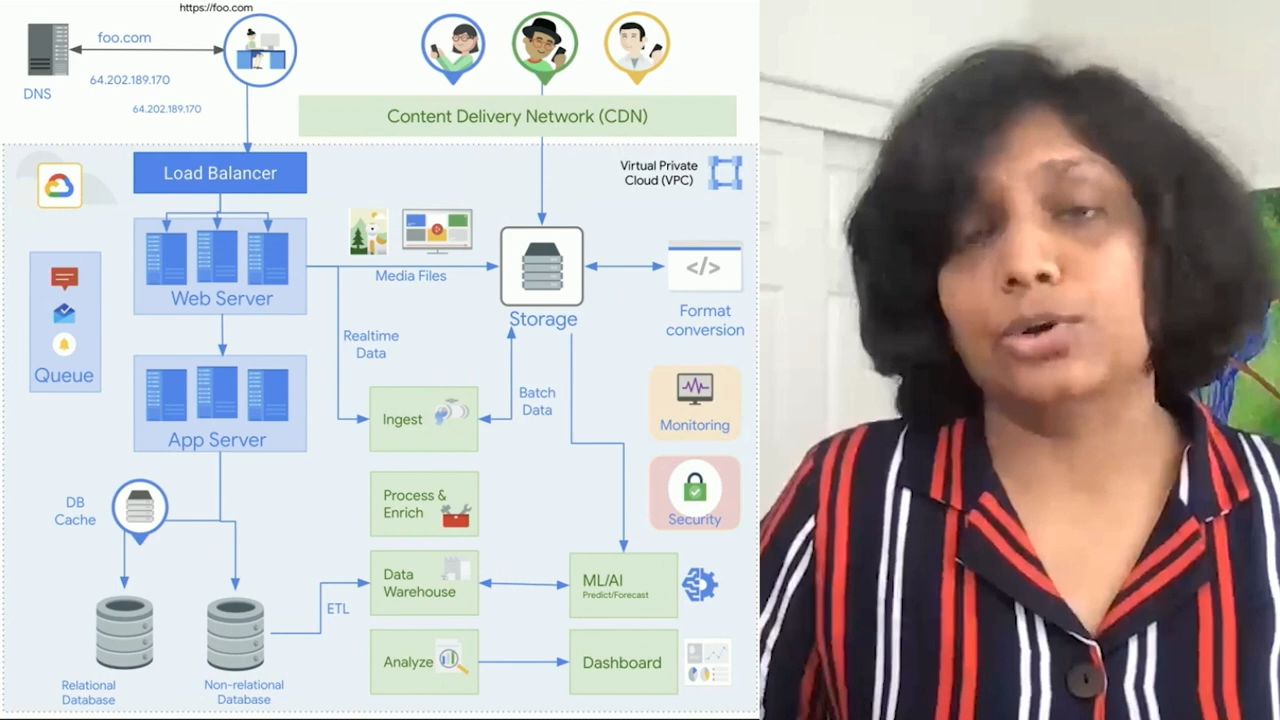 https://foo.com
foo.com
64.202.189.170
DNS
64.202.189.170
Content Delivery Network (CDN)
Load Balancer
Virtual Private
Cloud (VPC)
Media Files
Web Server
Storage
</>
Format
conversion
Realtime
Data
Queue
Batch
Data
Ingest
Monitoring
App Server
DB
Cache
Process &
Enrich
Security
Data
Warehouse
ML/AI
Predict/Forecast
ETL
Analyze
Dashboard
Relational
Database
Non-relational
Database